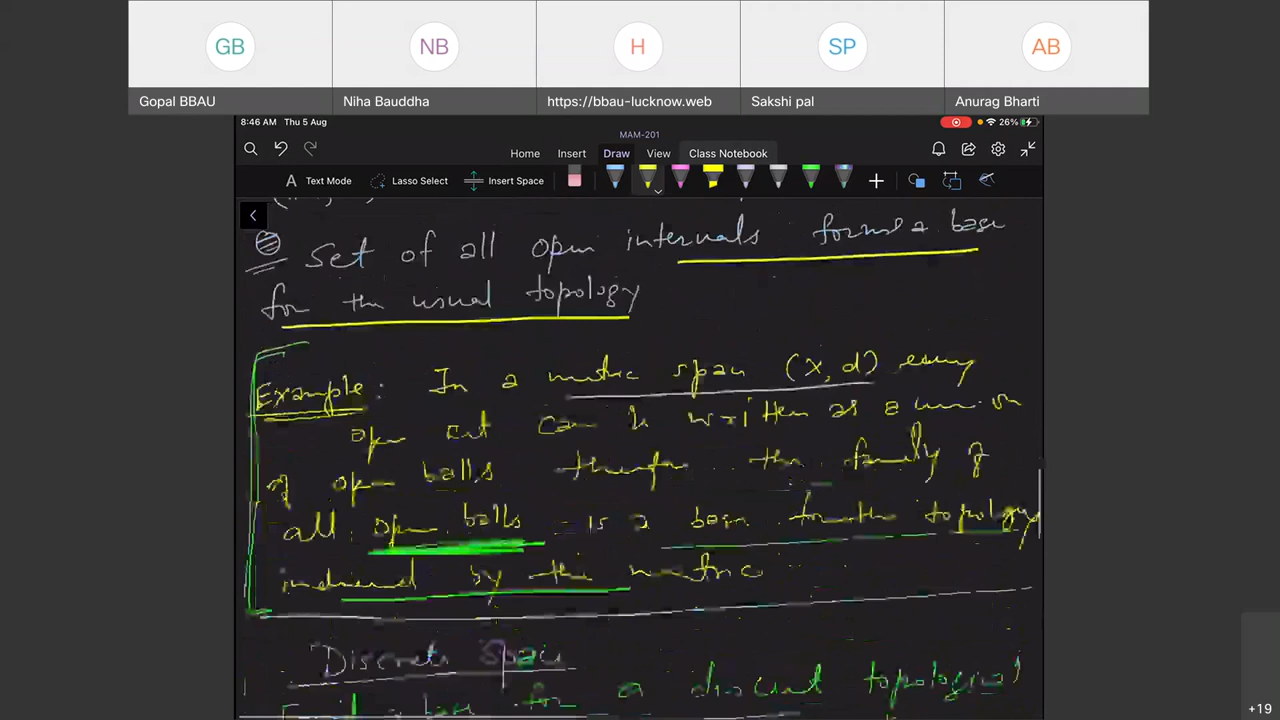 GB NB H SP AB
Gopal BBAU Niha Bauddha https://bbau-lucknow.web Sakshi pal Anurag Bharti
8:46 AM Thu 5 Aug 26%
MAM-201
Home Insert Draw View Class Notebook
A Text Mode Lasso Select Insert Space
Set of all open intervals forms a base
for the usual topology
Example: In a metric space (X, d) every
open set can be written as a union
of open balls therefore the family of
all open balls is a base for the topology
induced by the metric
Discrete Space
a base for a discrete topological
+19